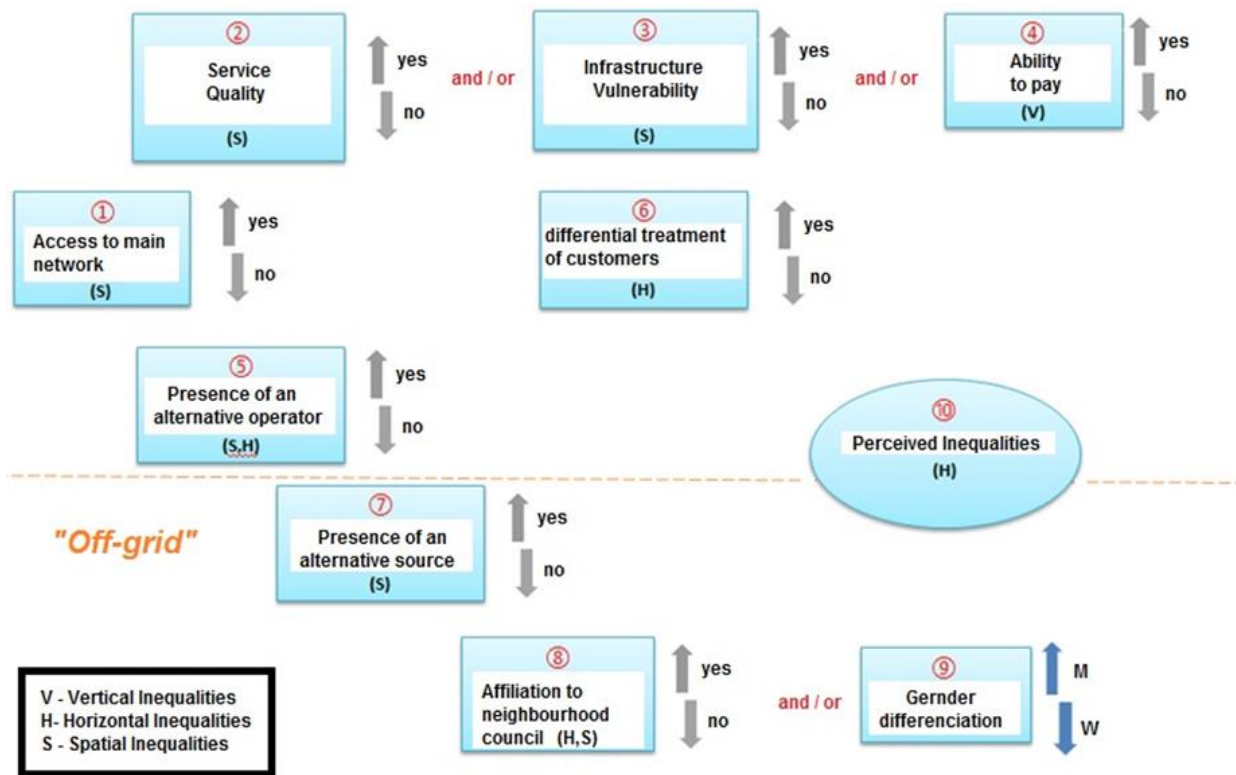 ②
Service
Quality
(S)
yes
no
and / or
③
Infrastructure
Vulnerability
(S)
yes
no
and / or
④
Ability
to pay
(V)
yes
no
①
Access to main
network
(S)
yes
no
⑥
differential treatment
of customers
(H)
yes
no
⑤
Presence of an
alternative operator
(S,H)
yes
no
⑩
Perceived Inequalities
(H)
"Off-grid"
⑦
Presence of an
alternative source
(S)
yes
no
⑧
Affiliation to
neighbourhood
council (H,S)
yes
no
and / or
⑨
Gernder
differenciation
M
W
V - Vertical Inequalities
H- Horizontal Inequalities
S - Spatial Inequalities